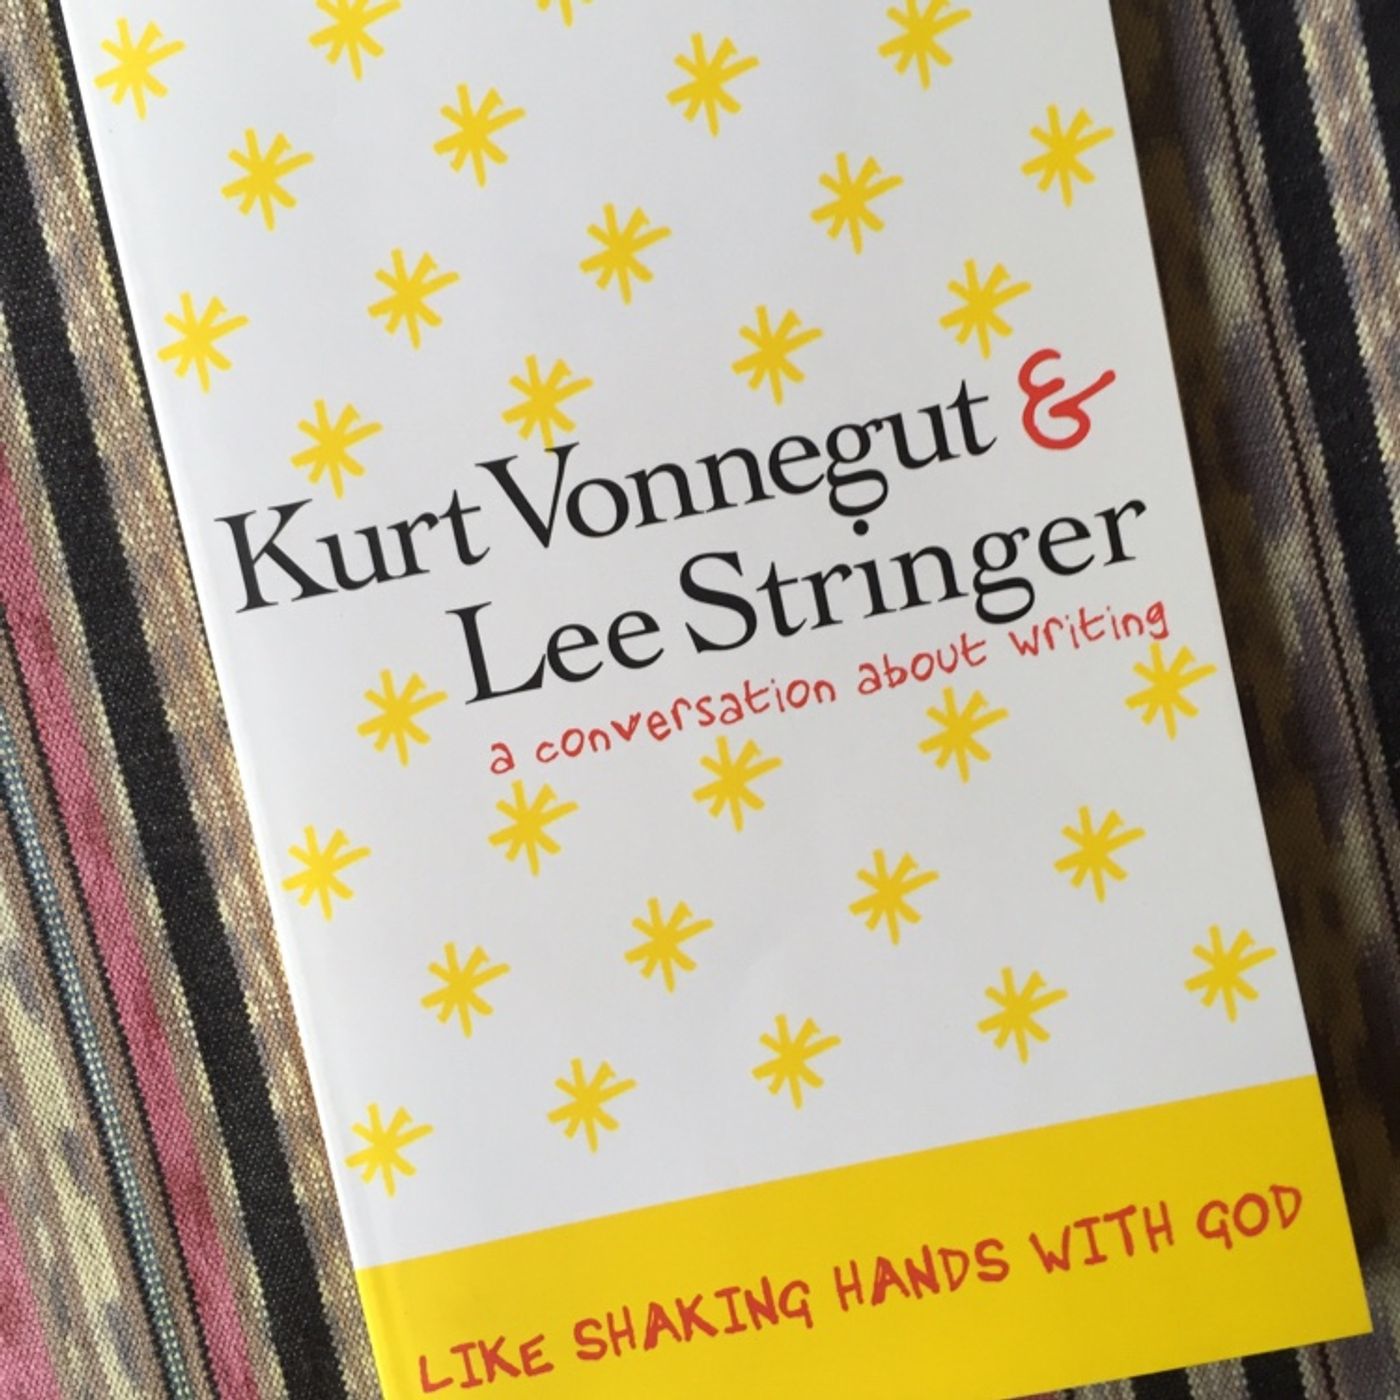 Kurt Vonnegut &
Lee Stringer
a conversation about writing
LIKE SHAKING HANDS WITH GOD